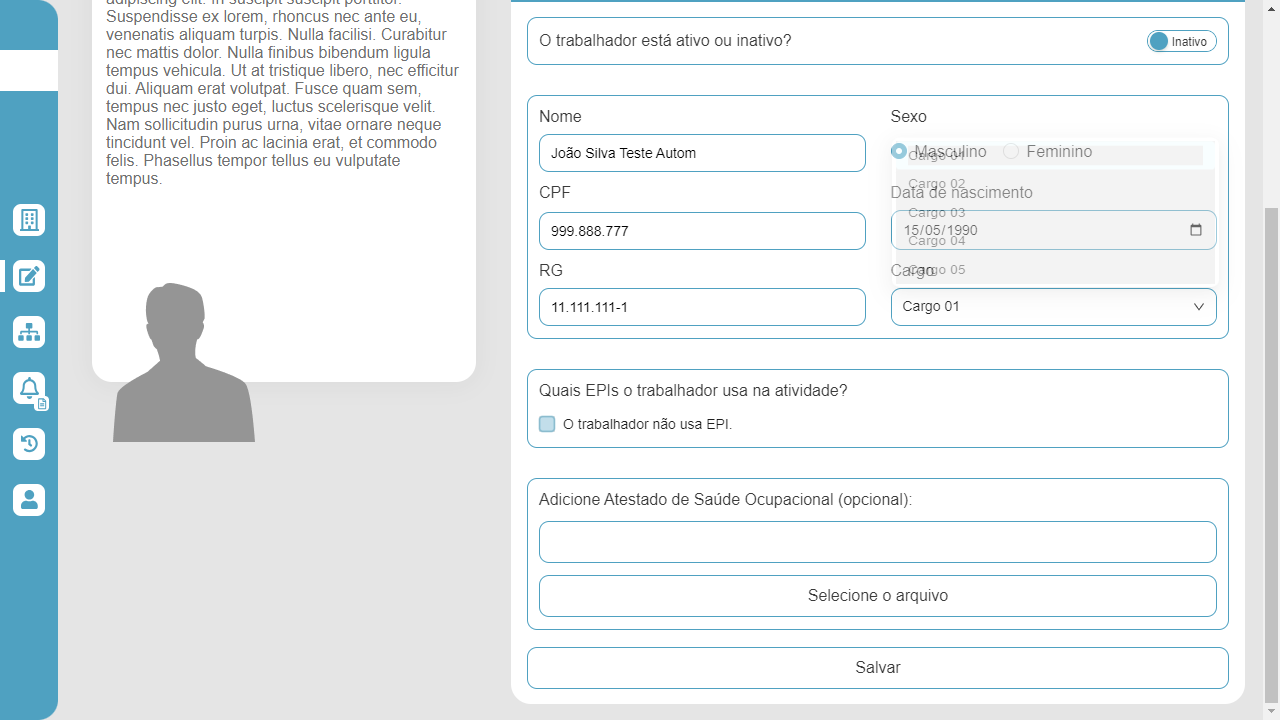 adipiscing elit. In suscipit suscipit porttitor.
Suspendisse ex lorem, rhoncus nec ante eu,
venenatis aliquam turpis. Nulla facilisi. Curabitur
nec mattis dolor. Nulla finibus bibendum ligula
tempus vehicula. Ut at tristique libero, nec efficitur
dui. Aliquam erat volutpat. Fusce quam sem,
tempus nec justo eget, luctus scelerisque velit.
Nam sollicitudin purus urna, vitae ornare neque
tincidunt vel. Proin ac lacinia erat, et commodo
felis. Phasellus tempor tellus eu vulputate
tempus.
O trabalhador está ativo ou inativo?
Inativo
Nome
João Silva Teste Autom
CPF
999.888.777
RG
11.111.111-1
Sexo
Masculino
Feminino
Data de nascimento
15/05/1990
Cargo
Cargo 01
Cargo 01
Cargo 02
Cargo 03
Cargo 04
Cargo 05
Quais EPIs o trabalhador usa na atividade?
O trabalhador não usa EPI.
Adicione Atestado de Saúde Ocupacional (opcional):
Selecione o arquivo
Salvar